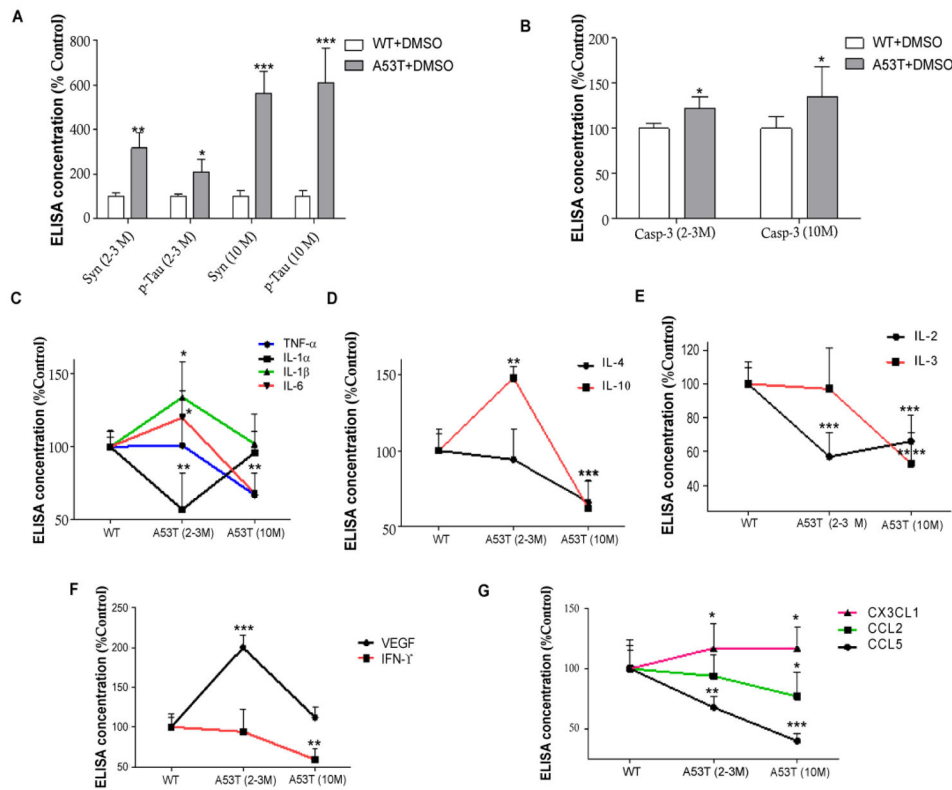 A
ELISA concentration (% Control)
800
600
400
200
0
WT+DMSO
A53T+DMSO
**
*
***
***
Syn (2-3 M)
p-Tau (2-3 M)
Syn (10 M)
p-Tau (10 M)
B
ELISA concentration (%Control)
200
150
100
50
0
WT+DMSO
A53T+DMSO
*
*
Casp-3 (2-3M)
Casp-3 (10M)
C
ELISA concentration (%Control)
150
100
50
TNF-α
IL-1α
IL-1β
IL-6
*
*
**
**
WT
A53T (2-3M)
A53T (10M)
D
ELISA concentration (%Control)
150
100
50
IL-4
IL-10
**
***
WT
A53T (2-3M)
A53T (10M)
E
ELISA concentration (%Control)
120
100
80
60
40
IL-2
IL-3
***
***
****
WT
A53T (2-3 M)
A53T (10M)
F
ELISA concentration (%Control)
250
200
150
100
50
VEGF
IFN-ϒ
***
**
WT
A53T (2-3M)
A53T (10M)
G
ELISA concentration (%Control)
150
100
50
CX3CL1
CCL2
CCL5
*
*
*
**
***
WT
A53T (2-3M)
A53T (10M)